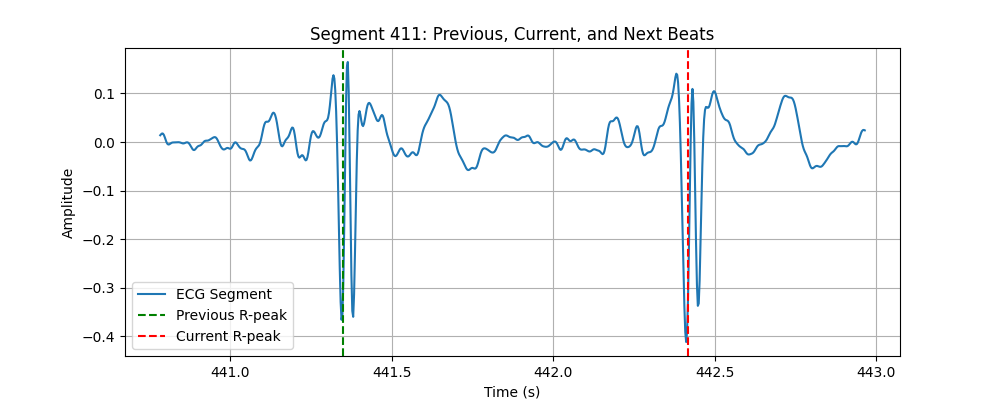 Segment 411: Previous, Current, and Next Beats
Amplitude
0.1
0.0
−0.1
−0.2
−0.3
−0.4
ECG Segment
Previous R-peak
Current R-peak
441.0 441.5 442.0 442.5 443.0
Time (s)